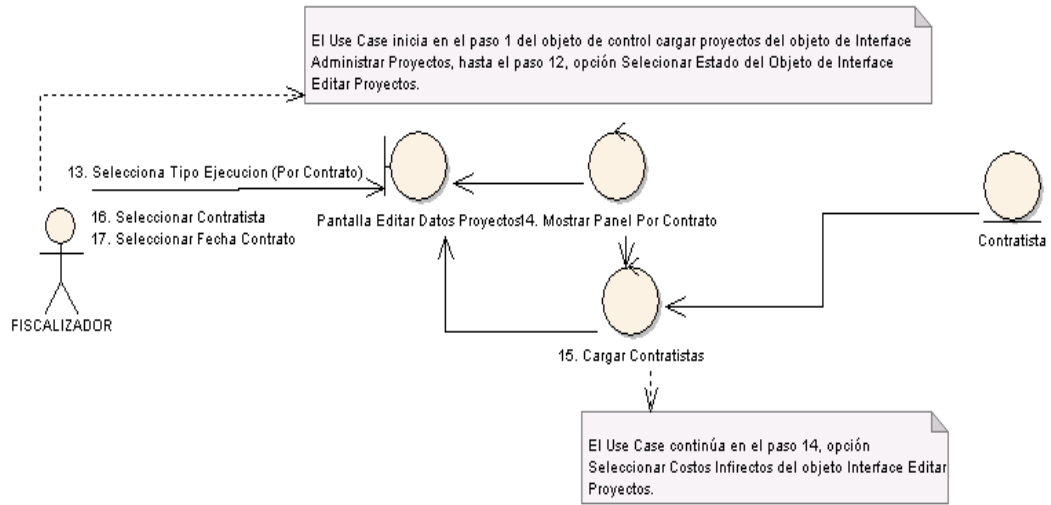 El Use Case inicia en el paso 1 del objeto de control cargar proyectos del objeto de Interface
Administrar Proyectos, hasta el paso 12, opción Selecionar Estado del Objeto de Interface
Editar Proyectos.
13. Selecciona Tipo Ejecucion (Por Contrato)
16. Seleccionar Contratista
17. Seleccionar Fecha Contrato
Pantalla Editar Datos Proyectos
14. Mostrar Panel Por Contrato
Contratista
FISCALIZADOR
15. Cargar Contratistas
El Use Case continúa en el paso 14, opción
Seleccionar Costos Infirectos del objeto Interface Editar
Proyectos.